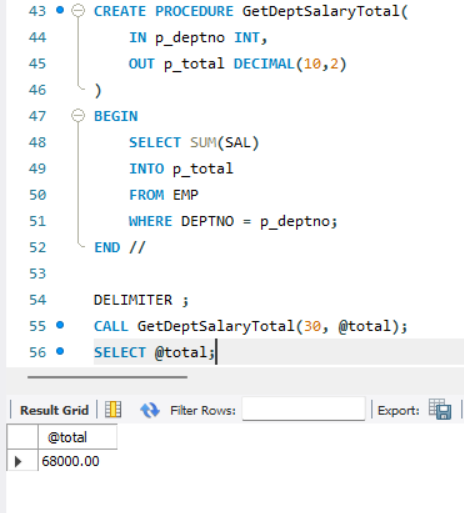 43 CREATE PROCEDURE GetDeptSalaryTotal(
44 IN p_deptno INT,
45 OUT p_total DECIMAL(10,2)
46 )
47 BEGIN
48 SELECT SUM(SAL)
49 INTO p_total
50 FROM EMP
51 WHERE DEPTNO = p_deptno;
52 END //
53
54 DELIMITER ;
55 CALL GetDeptSalaryTotal(30, @total);
56 SELECT @total;
Result Grid Filter Rows: Export:
@total
68000.00